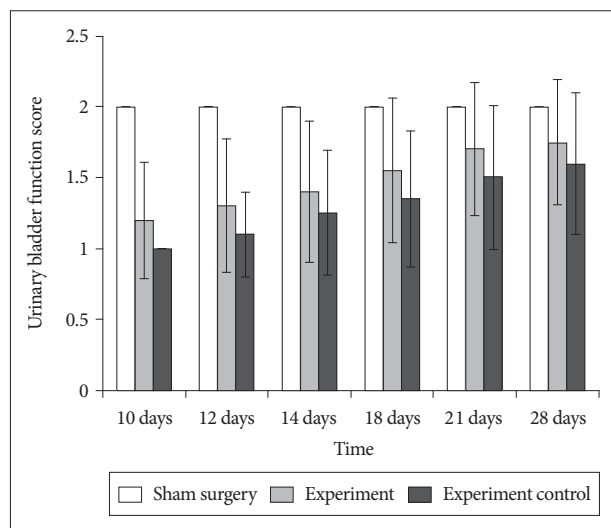 Urinary bladder function score
2.5
2
1.5
1
0.5
0
10 days 12 days 14 days 18 days 21 days 28 days
Time
Sham surgery Experiment Experiment control